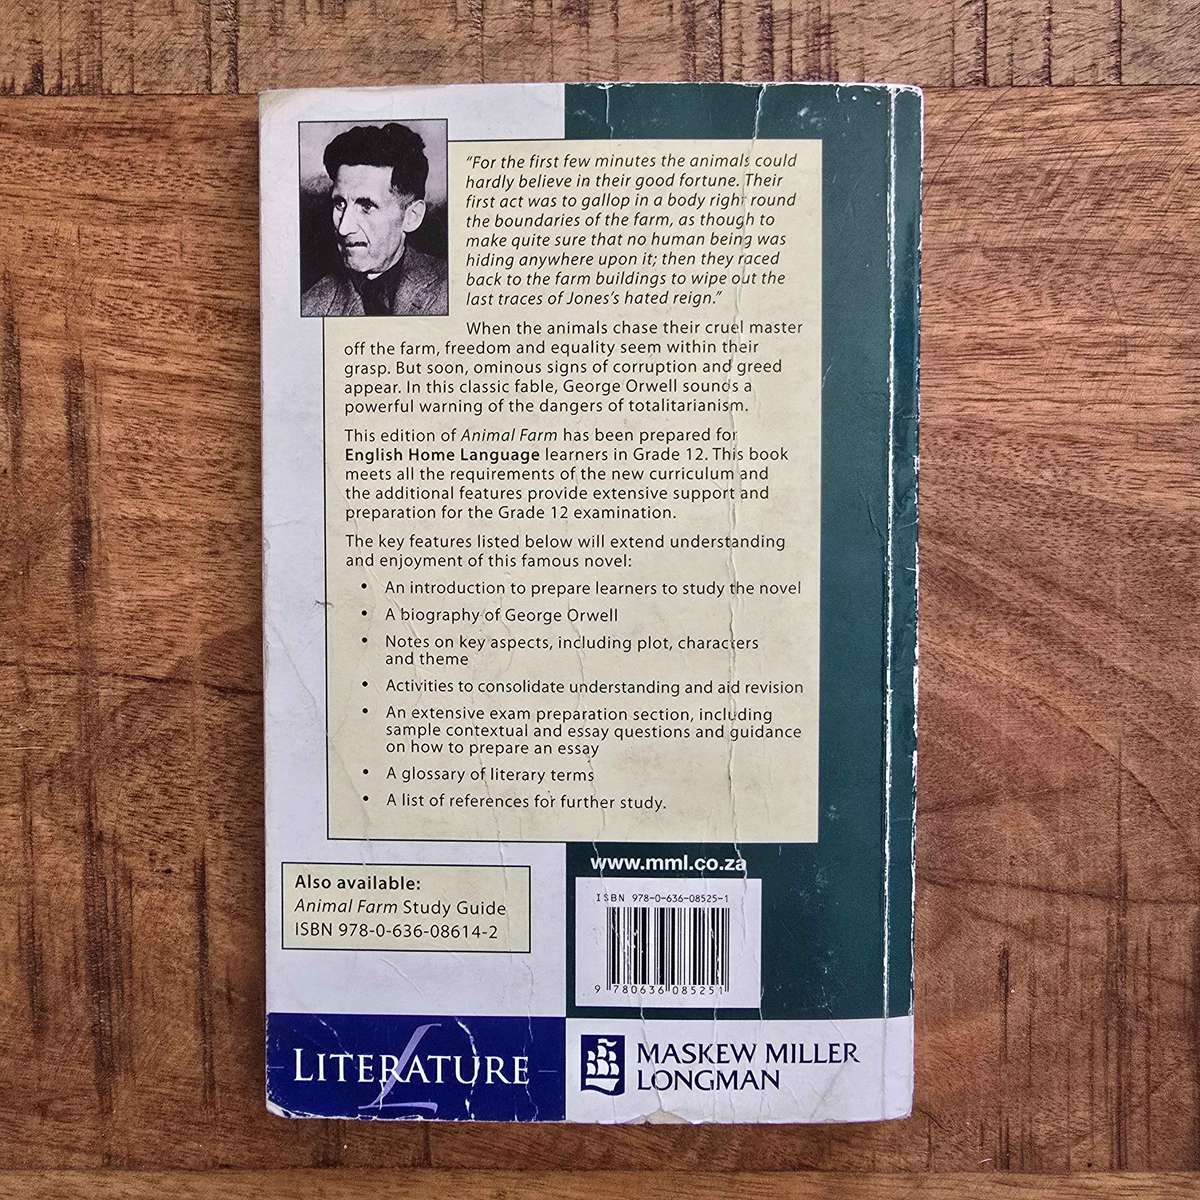 “For the first few minutes the animals could
hardly believe in their good fortune. Their
first act was to gallop in a body right round
the boundaries of the farm, as though to
make quite sure that no human being was
hiding anywhere upon it; then they raced
back to the farm buildings to wipe out the
last traces of Jones’s hated reign.”
When the animals chase their cruel master
off the farm, freedom and equality seem within their
grasp. But soon, ominous signs of corruption and greed
appear. In this classic fable, George Orwell sounds a
powerful warning of the dangers of totalitarianism.
This edition of Animal Farm has been prepared for
English Home Language learners in Grade 12. This book
meets all the requirements of the new curriculum and
the additional features provide extensive support and
preparation for the Grade 12 examination.
The key features listed below will extend understanding
and enjoyment of this famous novel:
• An introduction to prepare learners to study the novel
• A biography of George Orwell
• Notes on key aspects, including plot, characters
and theme
• Activities to consolidate understanding and aid revision
• An extensive exam preparation section, including
sample contextual and essay questions and guidance
on how to prepare an essay
• A glossary of literary terms
• A list of references for further study.
www.mml.co.za
Also available:
Animal Farm Study Guide
ISBN 978-0-636-08614-2
ISBN 978-0-636-08525-1
9 780636 085251
L
LITERATURE
MASKEW MILLER
LONGMAN